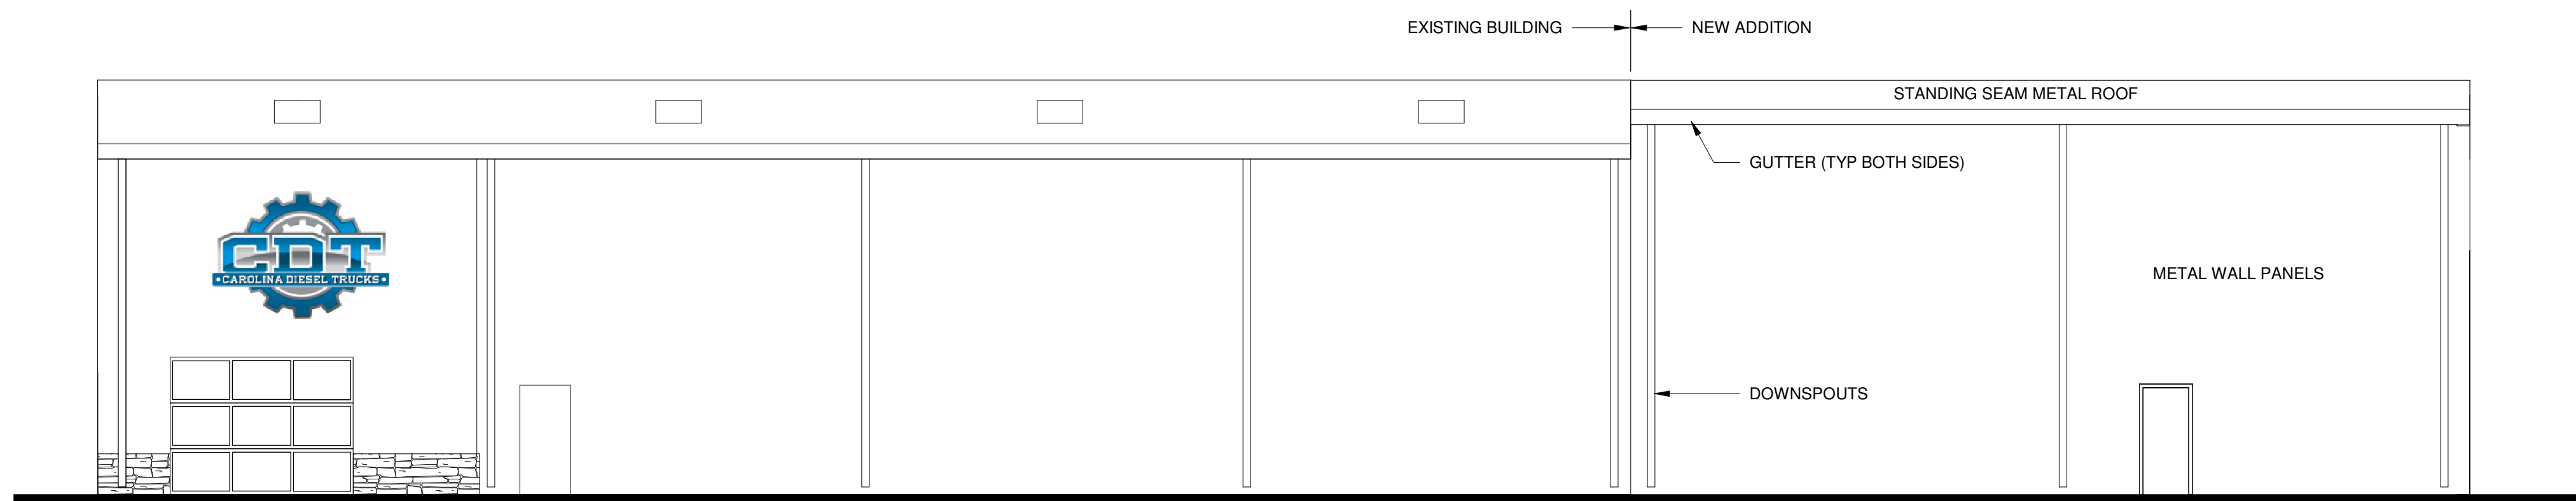 EXISTING BUILDING
NEW ADDITION
STANDING SEAM METAL ROOF
GUTTER (TYP BOTH SIDES)
CDT
• CAROLINA DIESEL TRUCKS •
METAL WALL PANELS
DOWNSPOUTS